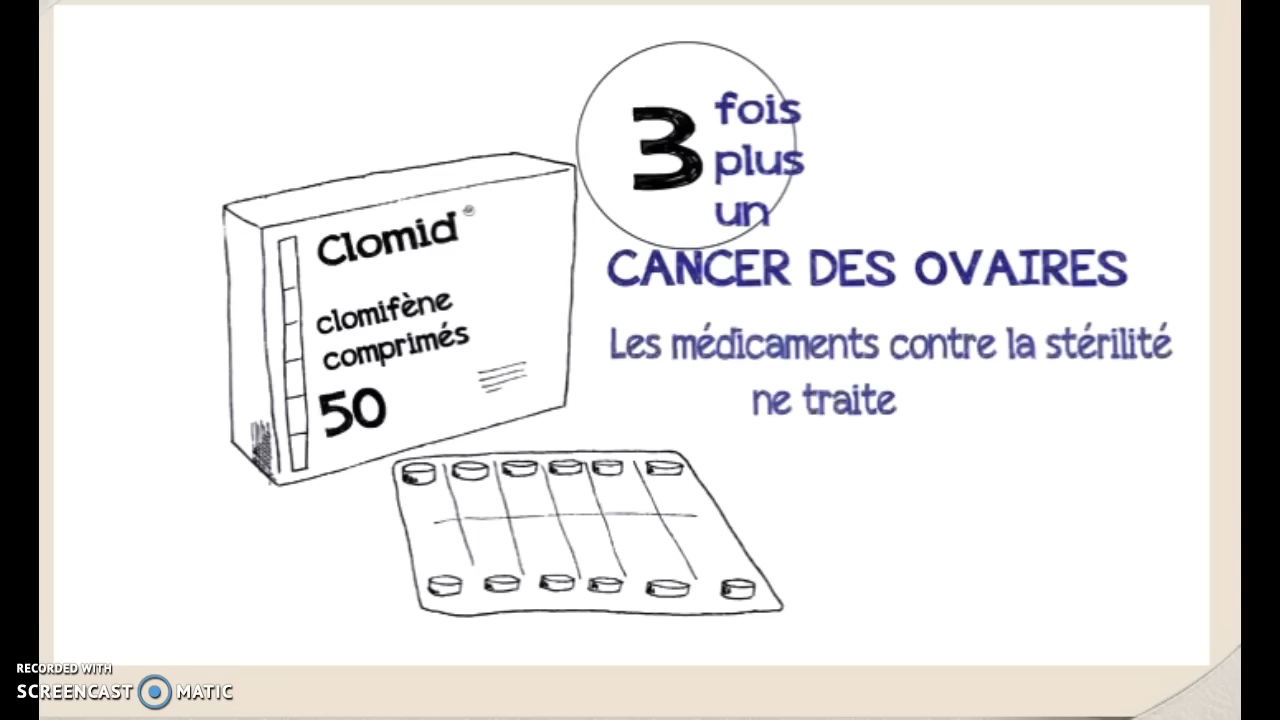 3 fois
plus
un
CANCER DES OVAIRES
Les médicaments contre la stérilité
ne traite
Clomid®
clomifène
comprimés
50
RECORDED WITH
SCREENCAST MATIC